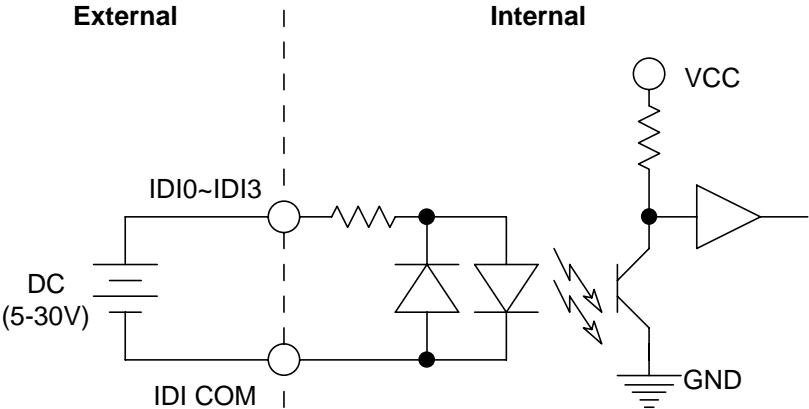 External
Internal
VCC
IDI0~IDI3
DC
(5-30V)
GND
IDI COM